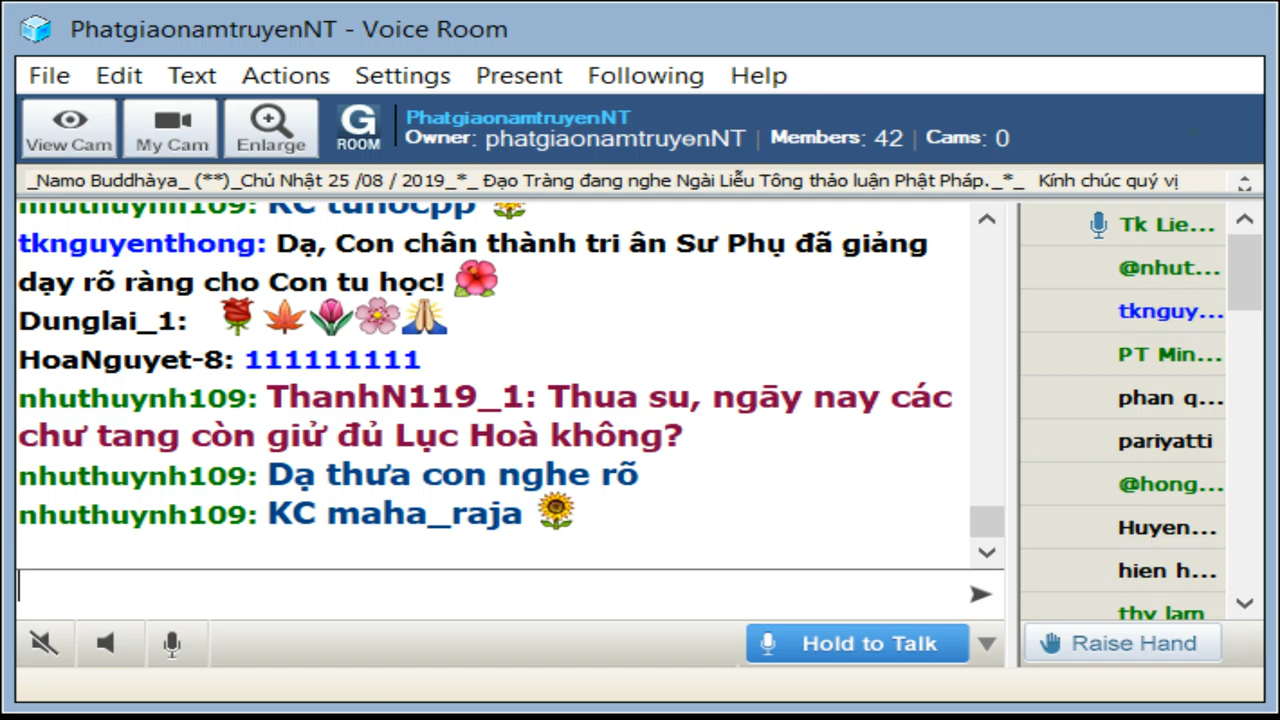 PhatgiaonamtruyenNT - Voice Room
File Edit Text Actions Settings Present Following Help
View Cam My Cam Enlarge G ROOM
PhatgiaonamtruyenNT
Owner: phatgiaonamtruyenNT | Members: 42 | Cams: 0
_Namo Buddhàya_ (**)_Chủ Nhật 25 /08 / 2019_*_ Đạo Tràng đang nghe Ngài Liễu Tông thảo luận Phật Pháp._*_ Kính chúc quý vị
nhuthuynh109: KC tuhocpp
tknguyenthong: Dạ, Con chân thành tri ân Sư Phụ đã giảng
dạy rõ ràng cho Con tu học!
Dunglai_1:
HoaNguyet-8: 111111111
nhuthuynh109: ThanhN119_1: Thua su, ngāy nay các
chư tang còn giử đủ Lục Hoà không?
nhuthuynh109: Dạ thưa con nghe rõ
nhuthuynh109: KC maha_raja
Tk Lie...
@nhut...
tknguy...
PT Min...
phan q...
pariyatti
@hong...
Huyen...
hien h...
thy lam
Hold to Talk
Raise Hand